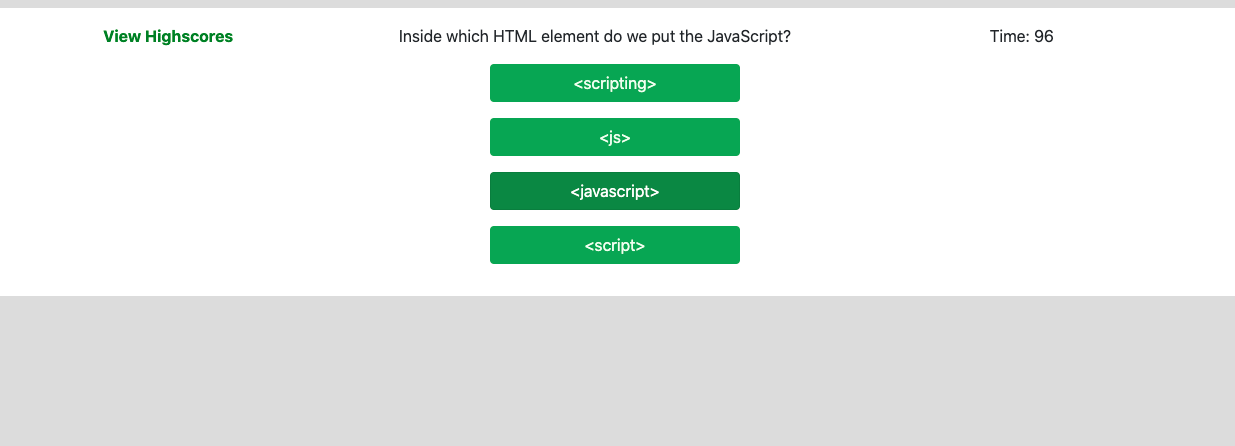 View Highscores
Inside which HTML element do we put the JavaScript?
Time: 96
<scripting>
<js>
<javascript>
<script>